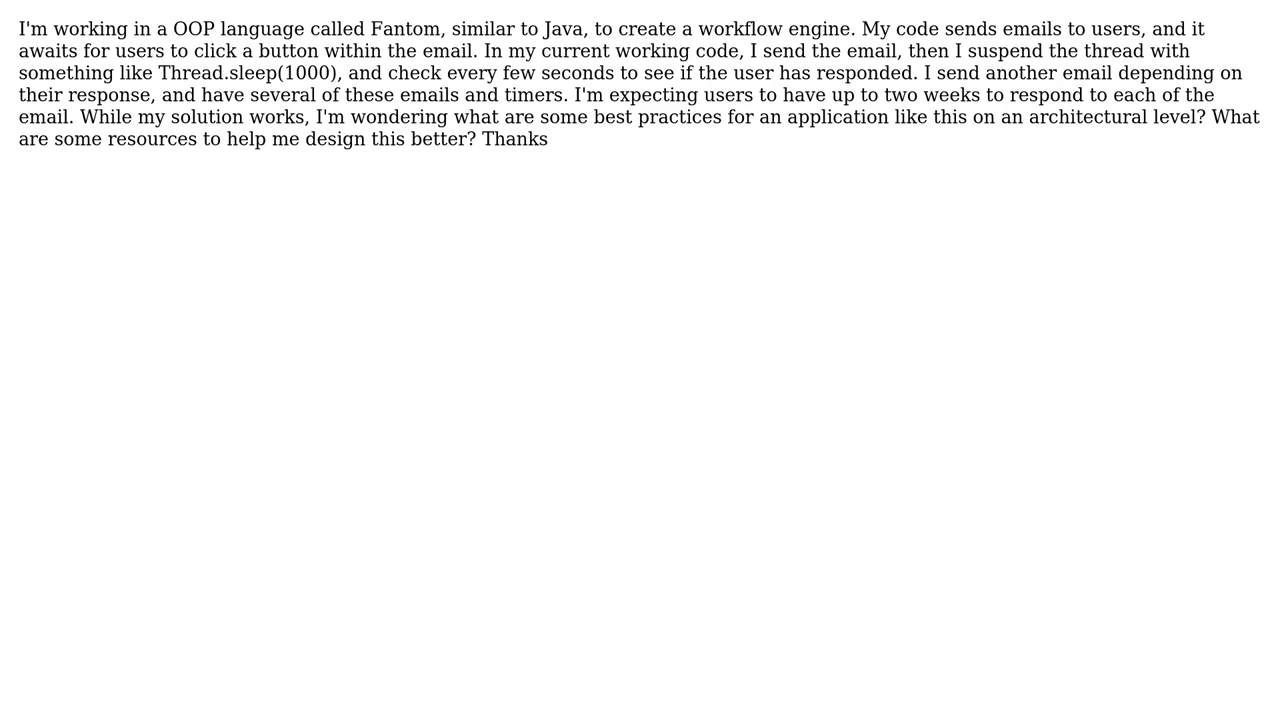 I'm working in a OOP language called Fantom, similar to Java, to create a workflow engine. My code sends emails to users, and it
awaits for users to click a button within the email. In my current working code, I send the email, then I suspend the thread with
something like Thread.sleep(1000), and check every few seconds to see if the user has responded. I send another email depending on
their response, and have several of these emails and timers. I'm expecting users to have up to two weeks to respond to each of the
email. While my solution works, I'm wondering what are some best practices for an application like this on an architectural level? What
are some resources to help me design this better? Thanks